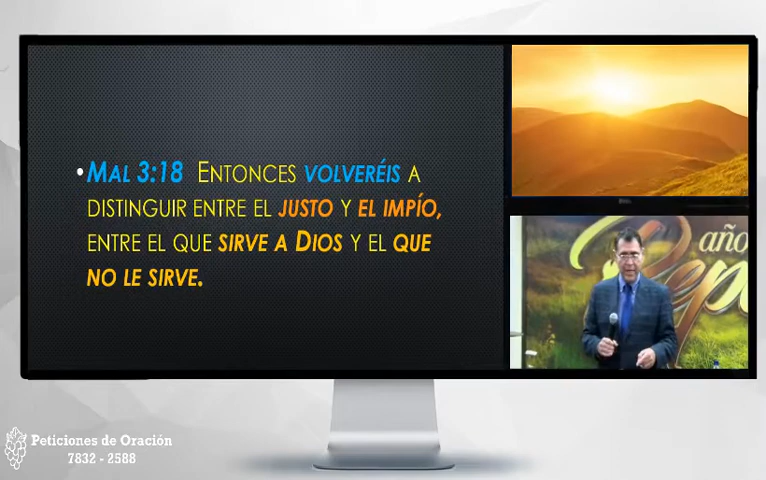 • Mal 3:18 Entonces volveréis a
distinguir entre el justo y el impío,
entre el que sirve a Dios y el que
no le sirve.
año
Peticiones de Oración
7832 - 2588